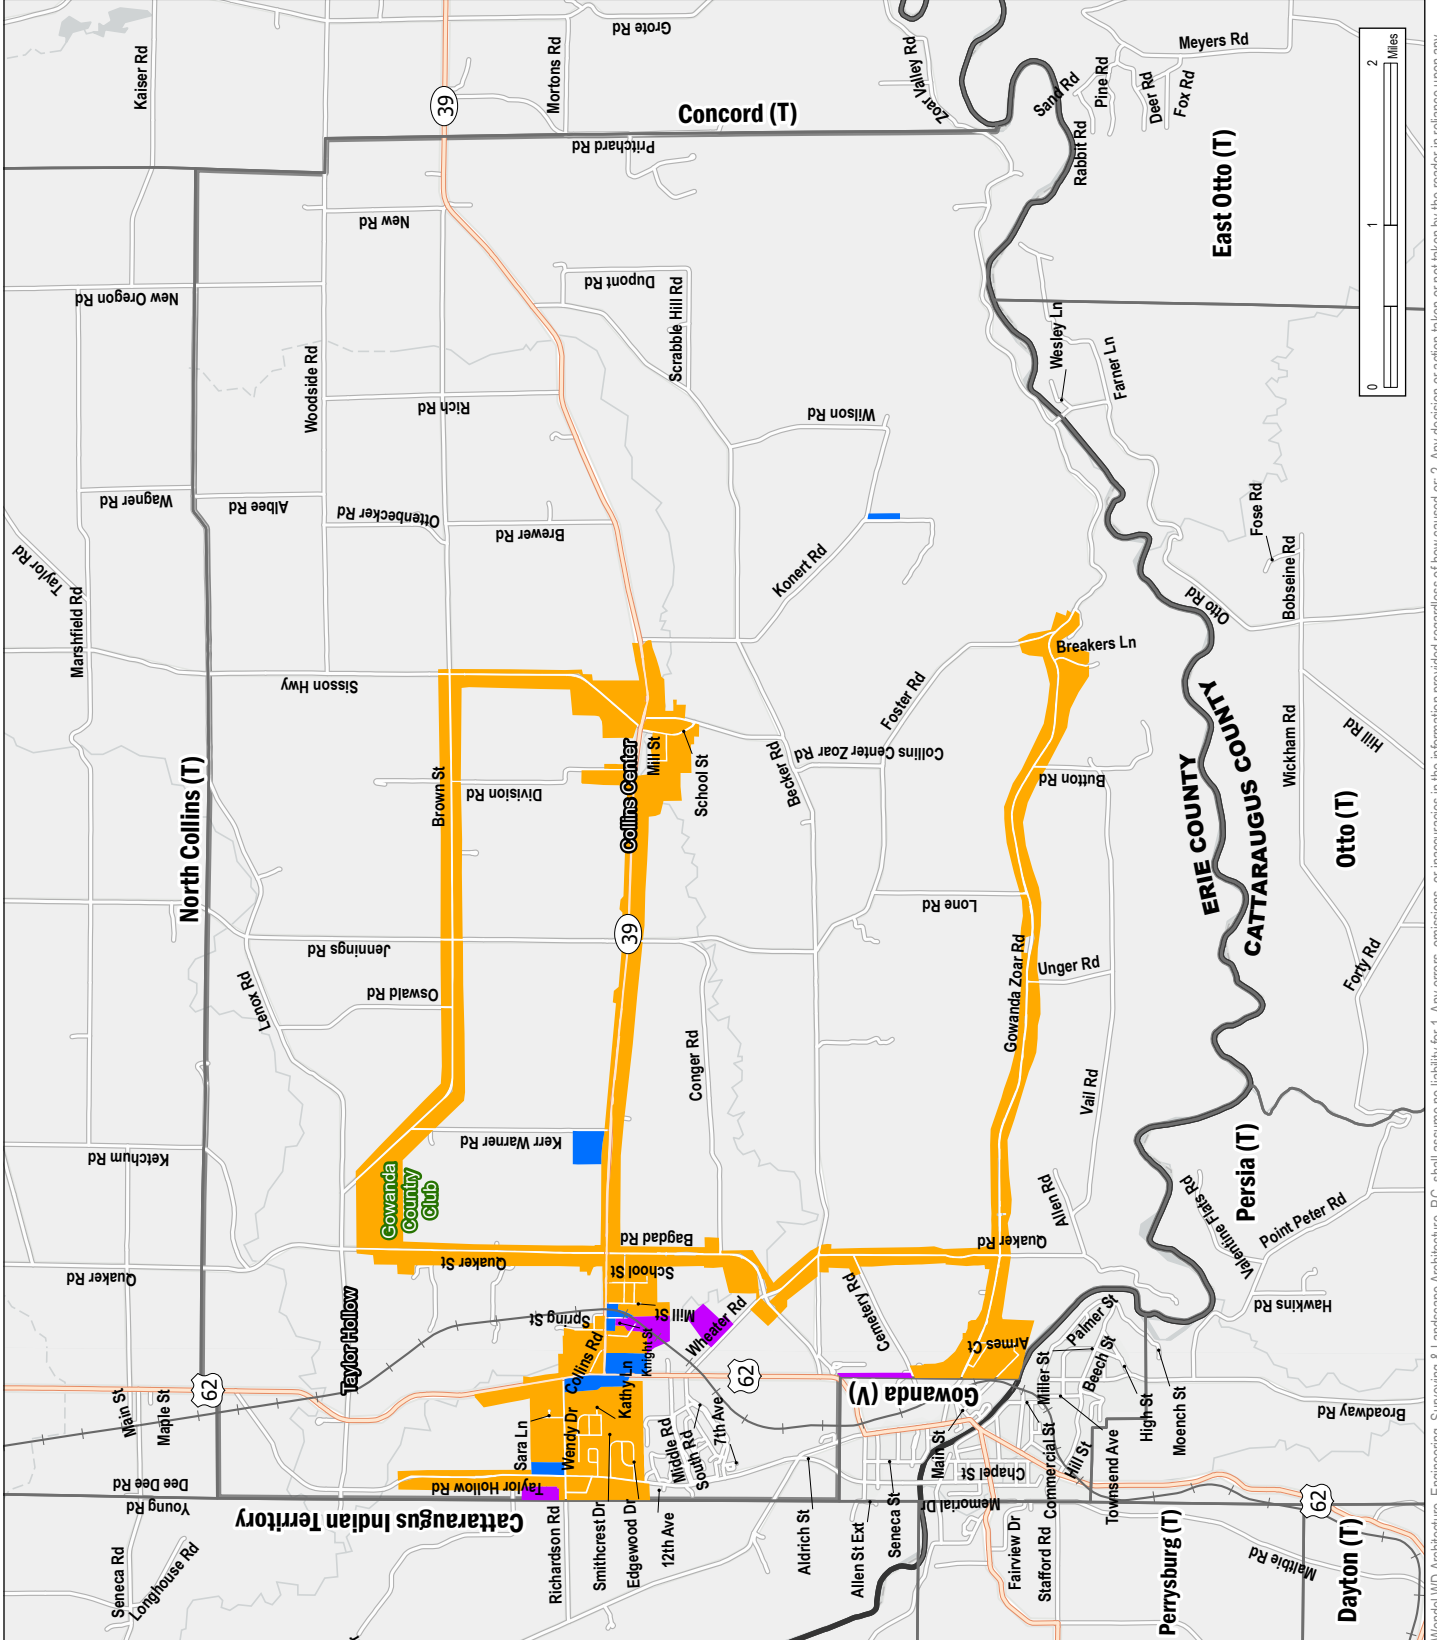 Kaiser Rd
39
Mortons Rd
Grote Rd
Zoar Valley Rd
Sand Rd
Pine Rd
Deer Rd
Fox Rd
Meyers Rd
0
1
2
Miles
Concord (T)
Pritchard Rd
Rabbit Rd
East Otto (T)
New Oregon Rd
New Rd
Dupont Rd
Scrabble Hill Rd
Woodside Rd
Rich Rd
Wilson Rd
Wesley Ln
Farner Ln
Taylor Rd
Wagner Rd
Albee Rd
Ottenbecker Rd
Brewer Rd
Konert Rd
Fose Rd
Bobseine Rd
Otto Rd
Marshfield Rd
Sisson Hwy
Breakers Ln
Foster Rd
Collins Center Zoar Rd
Becker Rd
Mill St
School St
Collins Center
Division Rd
Brown St
North Collins (T)
Button Rd
ERIE COUNTY
CATTARAUGUS COUNTY
Wickham Rd
Hill Rd
Otto (T)
Lone Rd
39
Jennings Rd
Oswald Rd
Lenox Rd
Gowanda Zoar Rd
Unger Rd
Forty Rd
Conger Rd
Vail Rd
Ketchum Rd
Kerr Warner Rd
Gowanda
Country
Club
Allen Rd
Persia (T)
Valentine Flats Rd
Point Peter Rd
Quaker Rd
Quaker St
Bagdad Rd
School St
Quaker Rd
Hawkins Rd
Taylor Hollow
Spring St
Mill St
Knight St
Wheater Rd
Cemetery Rd
Armes Ct
Palmer St
Beech St
Miller St
High St
Moench St
Broadway Rd
62
Main St
Maple St
Collins Rd
Kathy Ln
62
Gowanda (V)
Sara Ln
Wendy Dr
Middle Rd
South Rd
7th Ave
Main St
Chapel St
Commercial St
Hill St
Townsend Ave
Dee Dee Rd
Young Rd
Taylor Hollow Rd
Cattaraugus Indian Territory
Memorial Dr
62
Seneca Rd
Longhouse Rd
Richardson Rd
Smithcrest Dr
Edgewood Dr
12th Ave
Aldrich St
Allen St Ext
Seneca St
Fairview Dr
Stafford Rd
Perrysburg (T)
Maltbie Rd
Dayton (T)